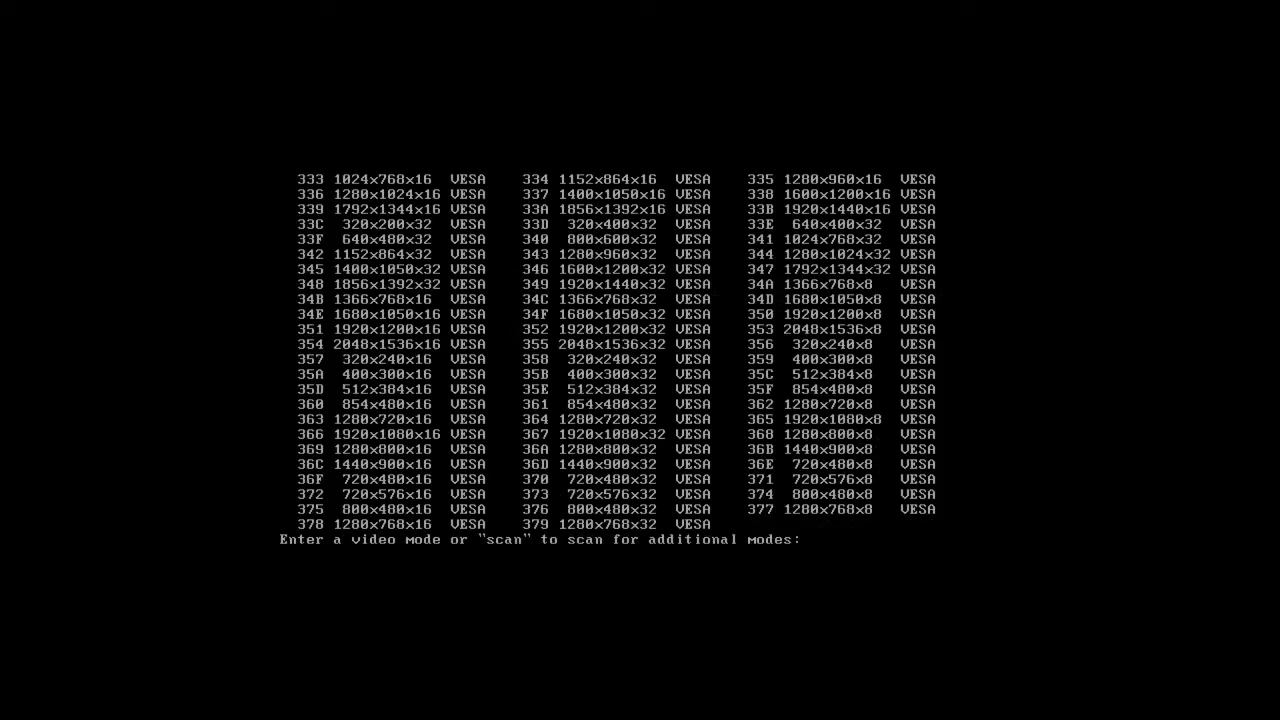 333 1024x768x16 VESA 334 1152x864x16 VESA 335 1280x960x16 VESA
336 1280x1024x16 VESA 337 1400x1050x16 VESA 338 1600x1200x16 VESA
339 1792x1344x16 VESA 33A 1856x1392x16 VESA 33B 1920x1440x16 VESA
33C 320x200x32 VESA 33D 320x400x32 VESA 33E 640x400x32 VESA
33F 640x480x32 VESA 340 800x600x32 VESA 341 1024x768x32 VESA
342 1152x864x32 VESA 343 1280x960x32 VESA 344 1280x1024x32 VESA
345 1400x1050x32 VESA 346 1600x1200x32 VESA 347 1792x1344x32 VESA
348 1856x1392x32 VESA 349 1920x1440x32 VESA 34A 1366x768x8 VESA
34B 1366x768x16 VESA 34C 1366x768x32 VESA 34D 1680x1050x8 VESA
34E 1680x1050x16 VESA 34F 1680x1050x32 VESA 350 1920x1200x8 VESA
351 1920x1200x16 VESA 352 1920x1200x32 VESA 353 2048x1536x8 VESA
354 2048x1536x16 VESA 355 2048x1536x32 VESA 356 320x240x8 VESA
357 320x240x16 VESA 358 320x240x32 VESA 359 400x300x8 VESA
35A 400x300x16 VESA 35B 400x300x32 VESA 35C 512x384x8 VESA
35D 512x384x16 VESA 35E 512x384x32 VESA 35F 854x480x8 VESA
360 854x480x16 VESA 361 854x480x32 VESA 362 1280x720x8 VESA
363 1280x720x16 VESA 364 1280x720x32 VESA 365 1920x1080x8 VESA
366 1920x1080x16 VESA 367 1920x1080x32 VESA 368 1280x800x8 VESA
369 1280x800x16 VESA 36A 1280x800x32 VESA 36B 1440x900x8 VESA
36C 1440x900x16 VESA 36D 1440x900x32 VESA 36E 720x480x8 VESA
36F 720x480x16 VESA 370 720x480x32 VESA 371 720x576x8 VESA
372 720x576x16 VESA 373 720x576x32 VESA 374 800x480x8 VESA
375 800x480x16 VESA 376 800x480x32 VESA 377 1280x768x8 VESA
378 1280x768x16 VESA 379 1280x768x32 VESA
Enter a video mode or "scan" to scan for additional modes: